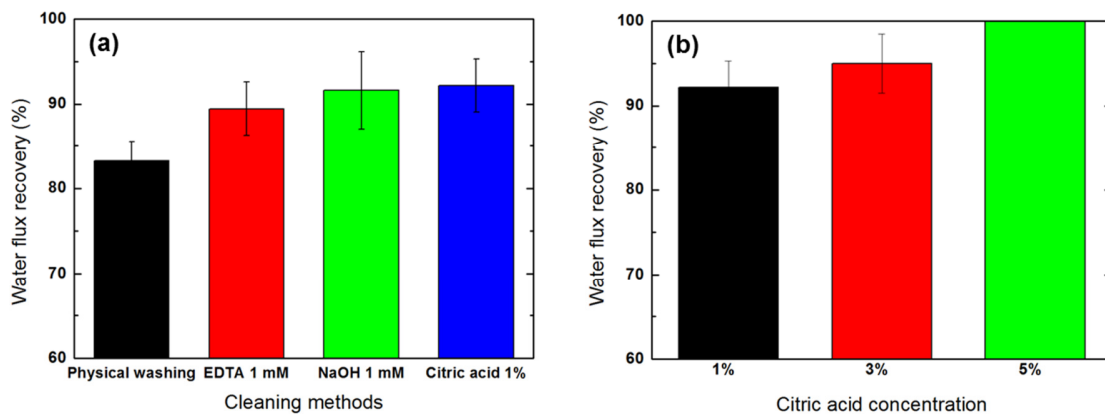 (a)
Water flux recovery (%)
100
90
80
70
60
Physical washing EDTA 1 mM NaOH 1 mM Citric acid 1%
Cleaning methods
(b)
Water flux recovery (%)
100
90
80
70
60
1% 3% 5%
Citric acid concentration